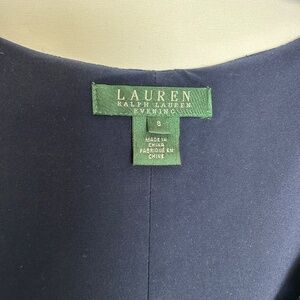 LAUREN
RALPH LAUREN
EVENING
8
MADE IN
CHINA
FABRIQUÉ EN
CHINE